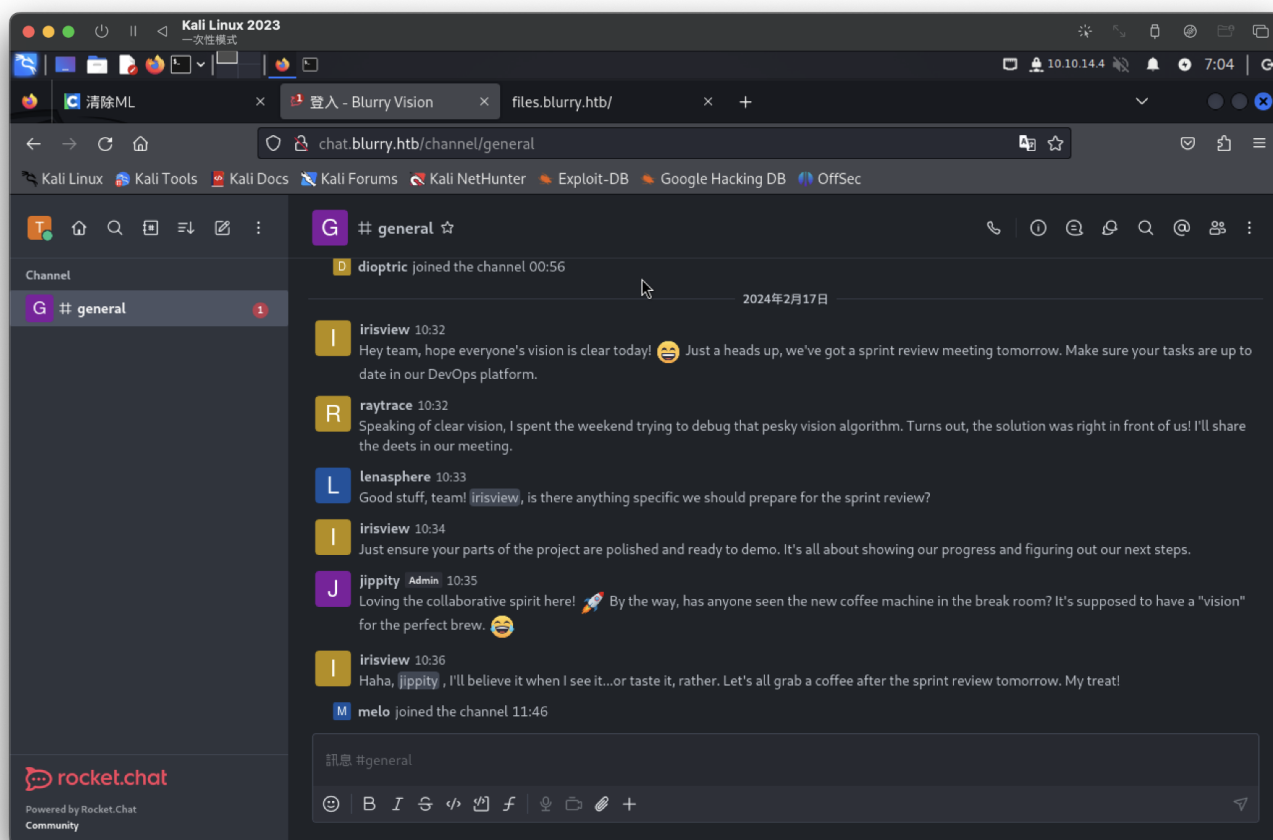 Kali Linux 2023
一次性模式
10.10.14.4 7:04
清除ML
登入 - Blurry Vision
files.blurry.htb/
chat.blurry.htb/channel/general
Kali Linux Kali Tools Kali Docs Kali Forums Kali NetHunter Exploit-DB Google Hacking DB OffSec
T
G # general
Channel
G # general 1
D dioptric joined the channel 00:56
2024年2月17日
I irisview 10:32
Hey team, hope everyone's vision is clear today! 😄 Just a heads up, we've got a sprint review meeting tomorrow. Make sure your tasks are up to
date in our DevOps platform.
R raytrace 10:32
Speaking of clear vision, I spent the weekend trying to debug that pesky vision algorithm. Turns out, the solution was right in front of us! I'll share
the deets in our meeting.
L lenasphere 10:33
Good stuff, team! irisview, is there anything specific we should prepare for the sprint review?
I irisview 10:34
Just ensure your parts of the project are polished and ready to demo. It's all about showing our progress and figuring out our next steps.
J jippity Admin 10:35
Loving the collaborative spirit here! 🚀 By the way, has anyone seen the new coffee machine in the break room? It's supposed to have a "vision"
for the perfect brew. 😂
I irisview 10:36
Haha, jippity , I'll believe it when I see it...or taste it, rather. Let's all grab a coffee after the sprint review tomorrow. My treat!
M melo joined the channel 11:46
訊息 #general
rocket.chat
Powered by Rocket.Chat
Community